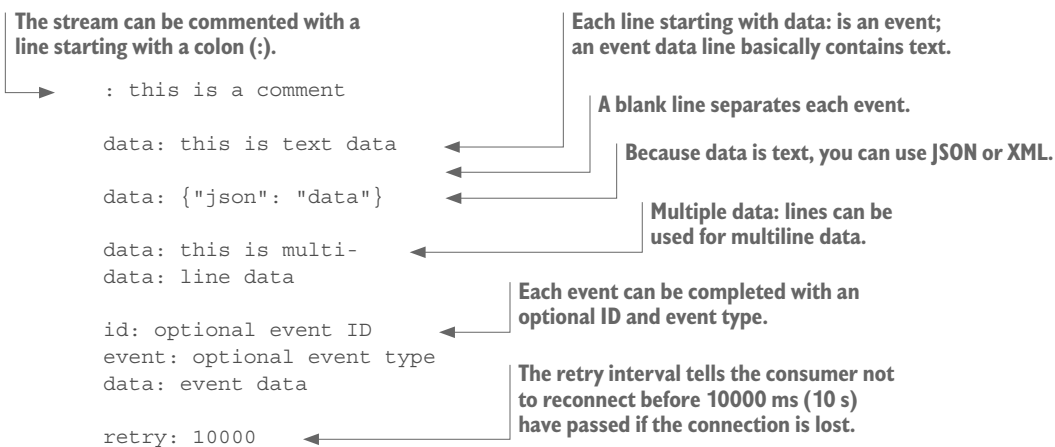 The stream can be commented with a
line starting with a colon (:).
Each line starting with data: is an event;
an event data line basically contains text.
: this is a comment
A blank line separates each event.
data: this is text data
Because data is text, you can use JSON or XML.
data: {"json": "data"}
Multiple data: lines can be
used for multiline data.
data: this is multi-
data: line data
Each event can be completed with an
optional ID and event type.
id: optional event ID
event: optional event type
data: event data
The retry interval tells the consumer not
to reconnect before 10000 ms (10 s)
have passed if the connection is lost.
retry: 10000